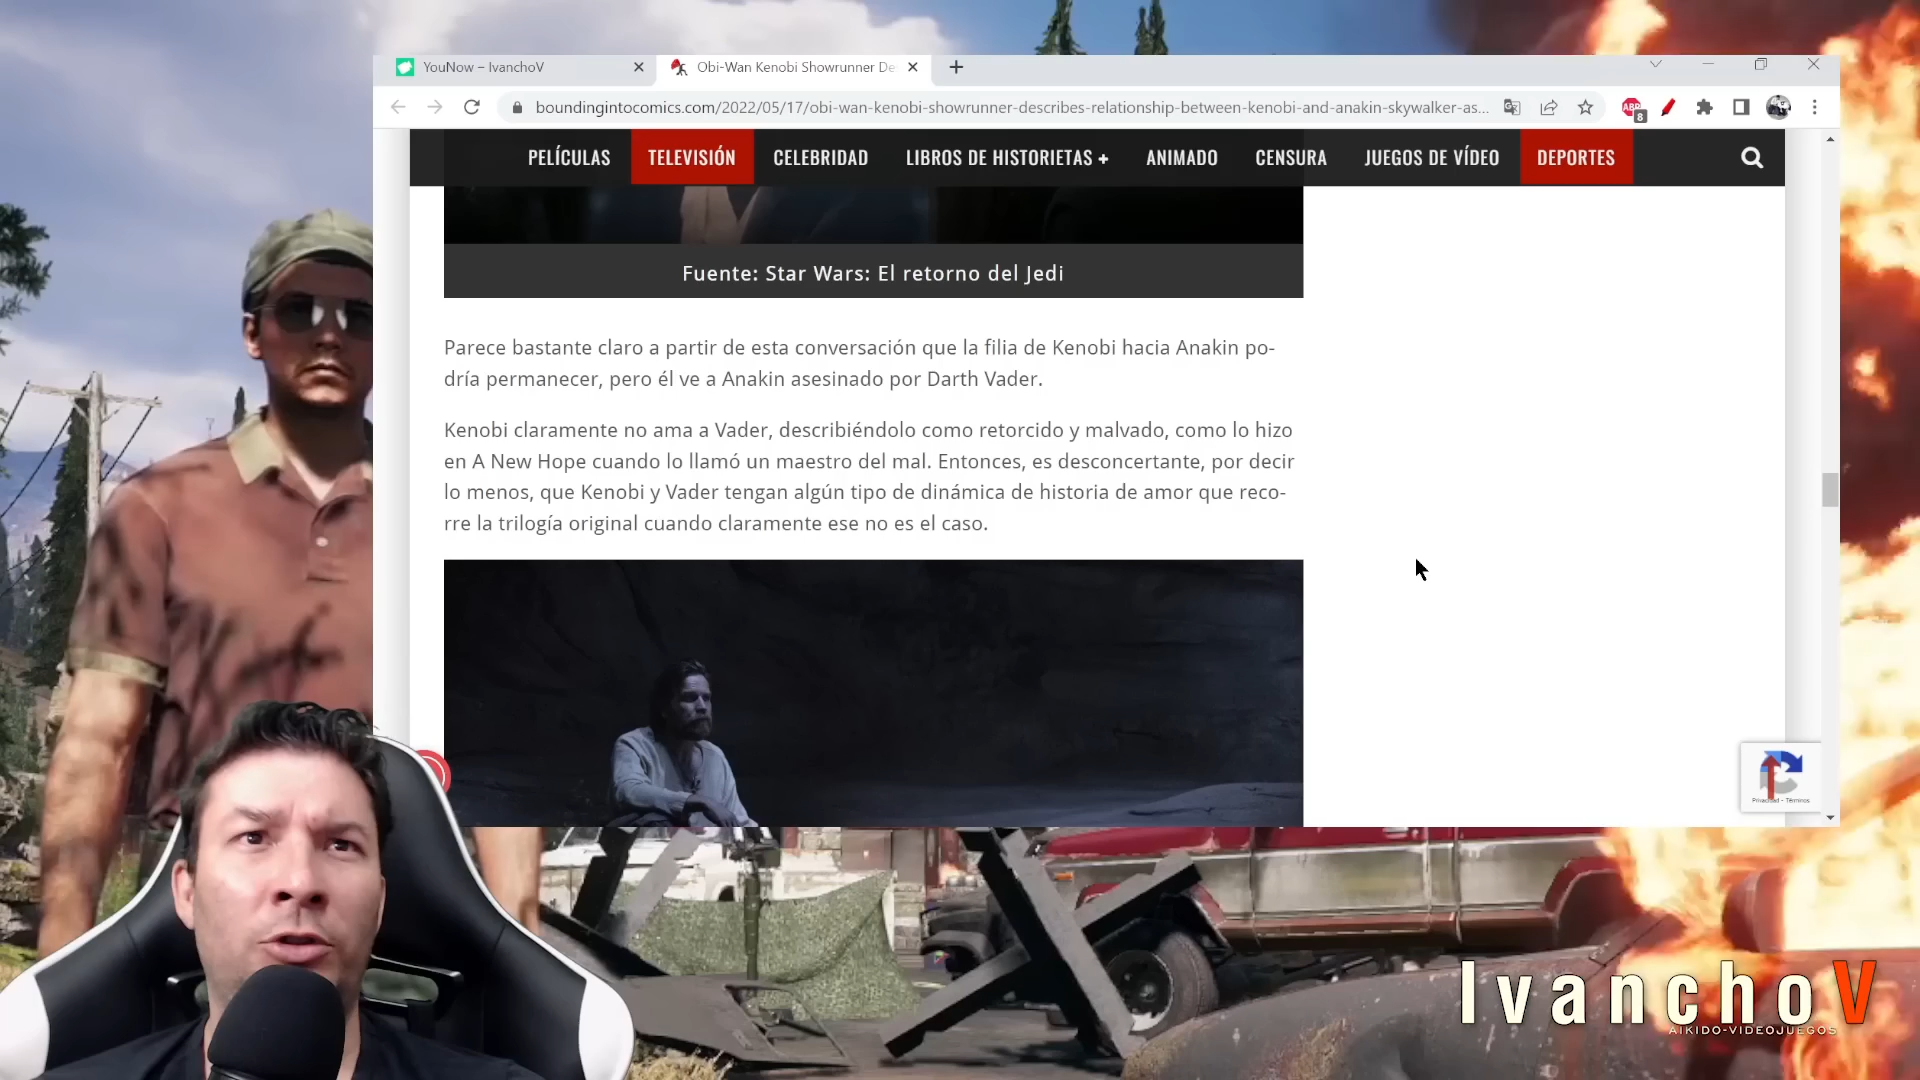 YouNow – IvanchoV
Obi-Wan Kenobi Showrunner De
boundingintocomics.com/2022/05/17/obi-wan-kenobi-showrunner-describes-relationship-between-kenobi-and-anakin-skywalker-as...
ABP
8
PELÍCULAS TELEVISIÓN CELEBRIDAD LIBROS DE HISTORIETAS + ANIMADO CENSURA JUEGOS DE VÍDEO DEPORTES
Fuente: Star Wars: El retorno del Jedi
Parece bastante claro a partir de esta conversación que la filia de Kenobi hacia Anakin po-
dría permanecer, pero él ve a Anakin asesinado por Darth Vader.
Kenobi claramente no ama a Vader, describiéndolo como retorcido y malvado, como lo hizo
en A New Hope cuando lo llamó un maestro del mal. Entonces, es desconcertante, por decir
lo menos, que Kenobi y Vader tengan algún tipo de dinámica de historia de amor que reco-
rre la trilogía original cuando claramente ese no es el caso.
Privacidad - Términos
IvanchoV
AIKIDO-VIDEOJUEGOS